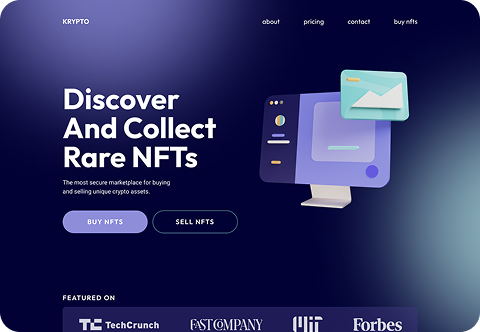 KRYPTO
about pricing contact buy nfts
Discover
And Collect
Rare NFTs
The most secure marketplace for buying
and selling unique crypto assets.
BUY NFTS SELL NFTS
FEATURED ON
TC TechCrunch FAST COMPANY MIT Forbes